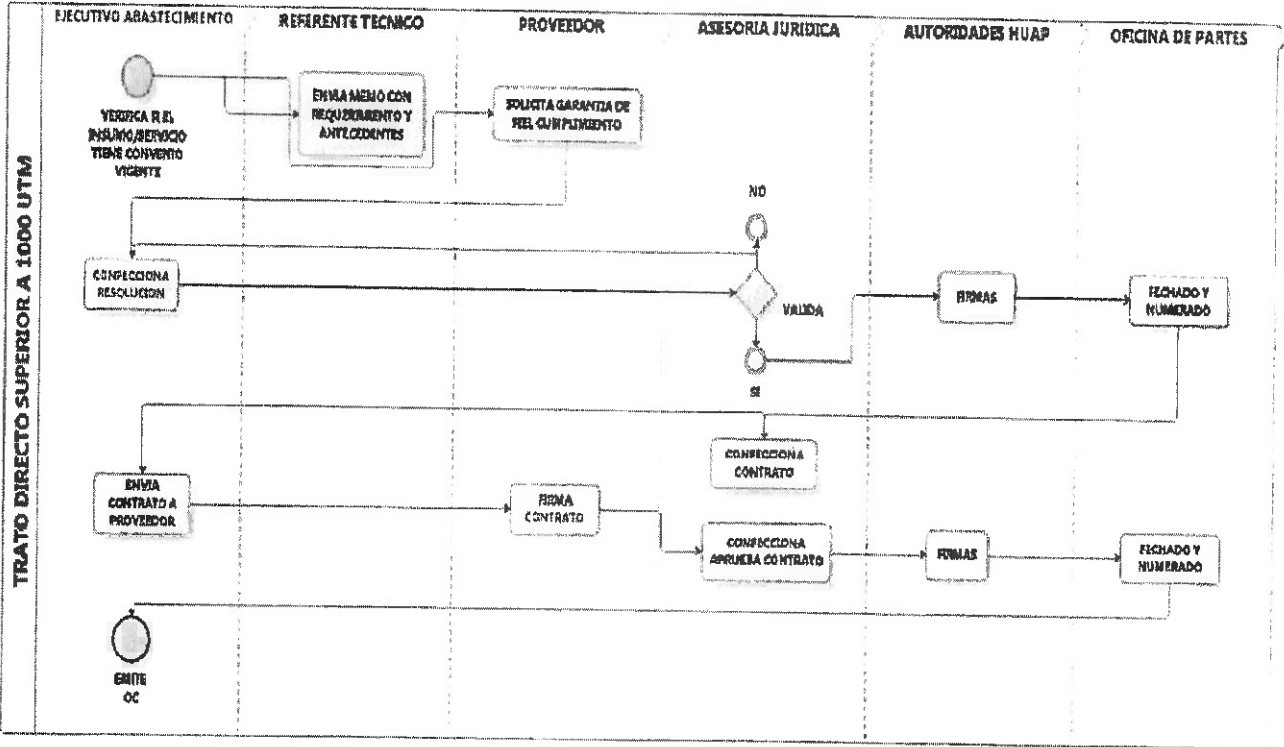 TRATO DIRECTO SUPERIOR A 1000 UTM
EJECUTIVO ABASTECIMIENTO
REFERENTE TECNICO
PROVEEDOR
ASESORIA JURIDICA
AUTORIDADES HUAP
OFICINA DE PARTES
VERIFICA SI EL
INSUMO/SERVICIO
TIENE CONVENIO
VIGENTE
ENVIA MEMO CON
REQUERIMIENTO Y
ANTECEDENTES
SOLICITA GARANTIA DE
FIEL CUMPLIMIENTO
NO
CONFECCIONA
RESOLUCION
VALIDA
FIRMAS
FECHADO Y
NUMERADO
SI
CONFECCIONA
CONTRATO
ENVIA
CONTRATO A
PROVEEDOR
FIRMA
CONTRATO
CONFECCIONA
APRUEBA CONTRATO
FIRMAS
FECHADO Y
NUMERADO
EMITE
OC